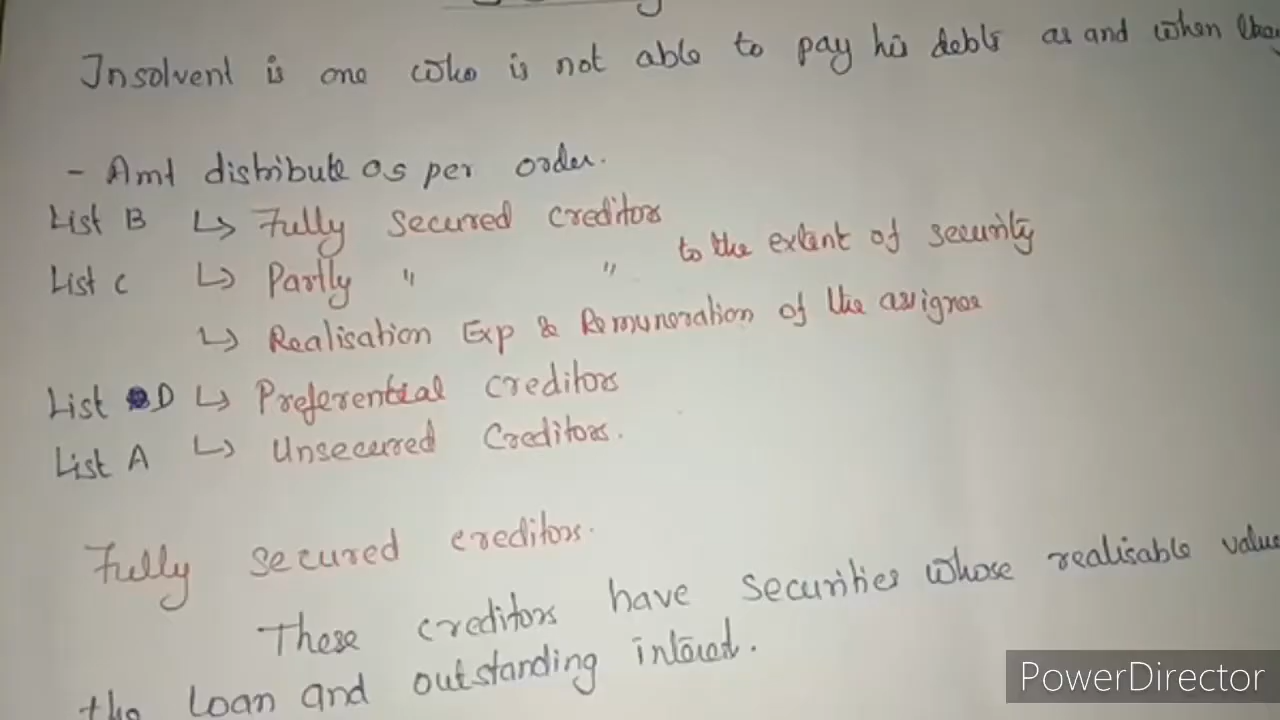 Insolvent is one who is not able to pay his debts as and when they
- Amt distribute as per order.
List B ↳ Fully Secured Creditors
List C ↳ Partly " " to the extent of security
↳ Realisation Exp & Remuneration of the assignee
List D ↳ Preferential Creditors
List A ↳ Unsecured Creditors.
Fully secured creditors.
These creditors have securities whose realisable value
the loan and outstanding interest.
PowerDirector